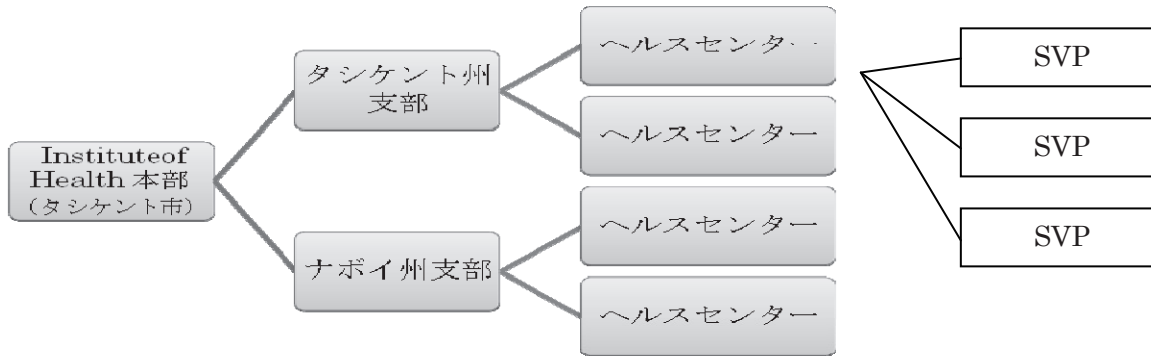 Instituteof
Health 本部
（タシケント市）
タシケント州
支部
ナボイ州支部
ヘルスセンター
ヘルスセンター
ヘルスセンター
ヘルスセンター
SVP
SVP
SVP